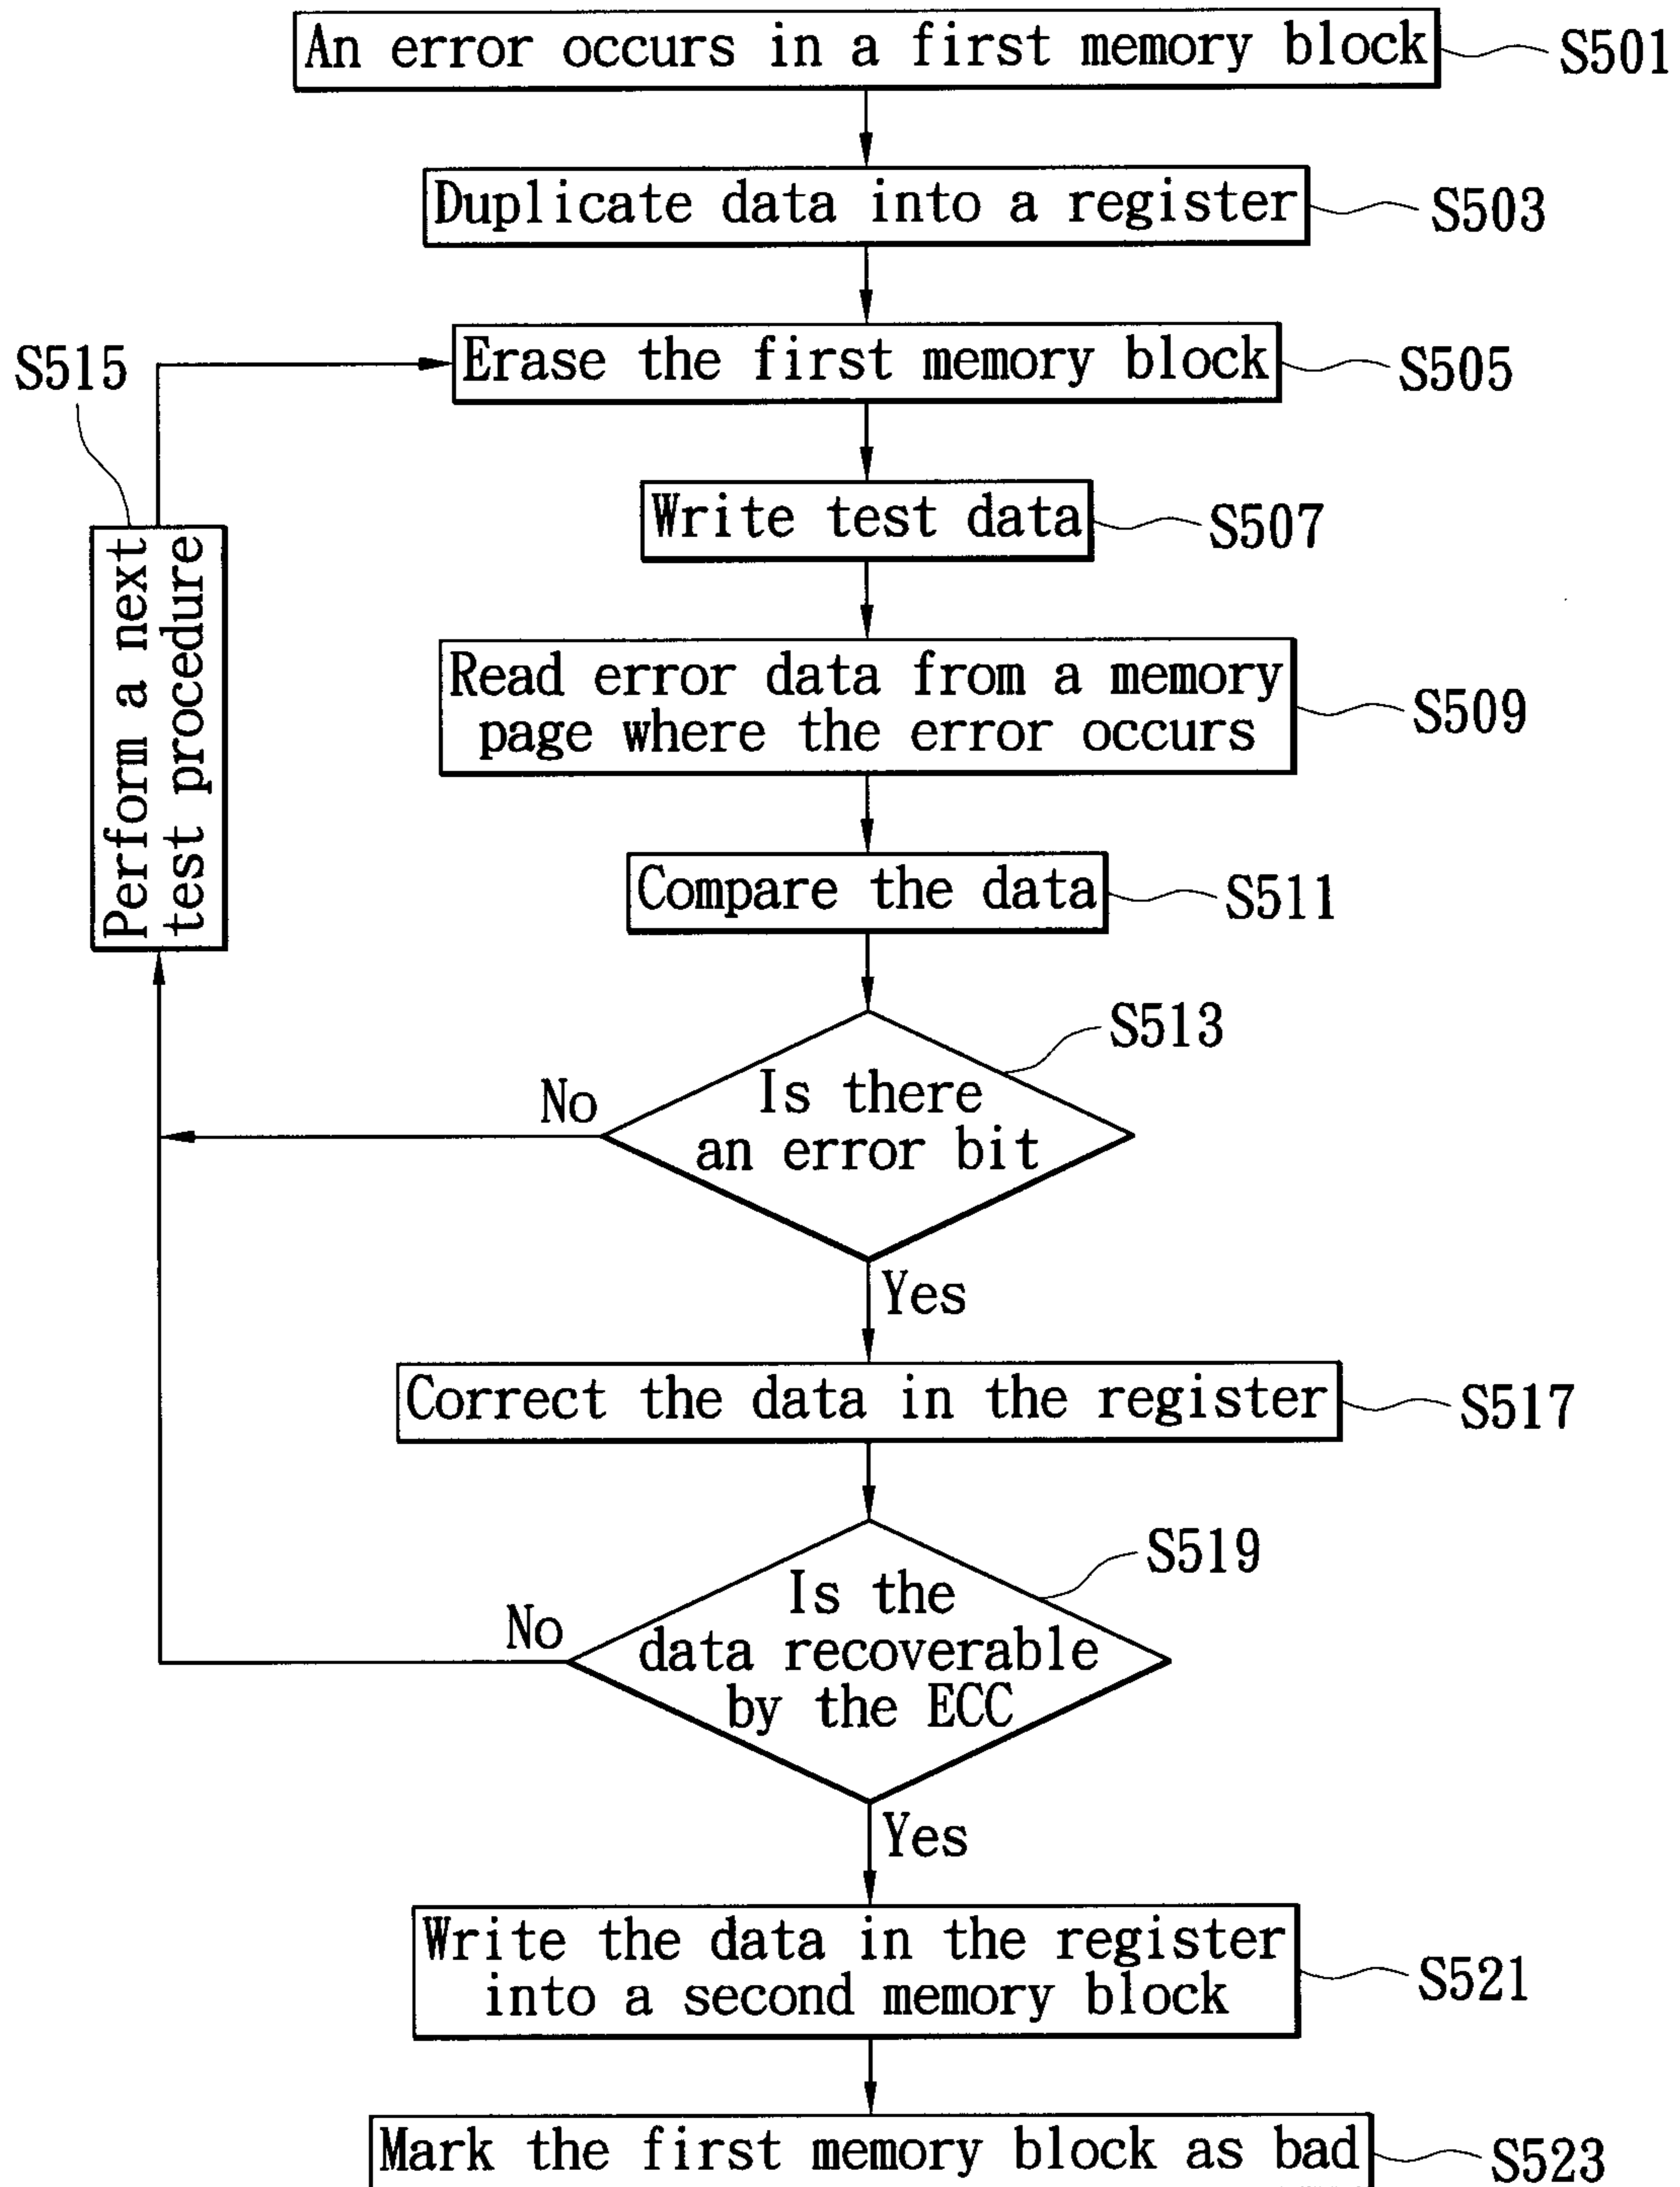 An error occurs in a first memory block
S501
Duplicate data into a register
S503
Erase the first memory block
S505
S515
Write test data
S507
Perform a next
test procedure
Read error data from a memory
page where the error occurs
S509
Compare the data
S511
S513
Is there
an error bit
No
Yes
Correct the data in the register
S517
S519
Is the
data recoverable
by the ECC
No
Yes
Write the data in the register
into a second memory block
S521
Mark the first memory block as bad
S523